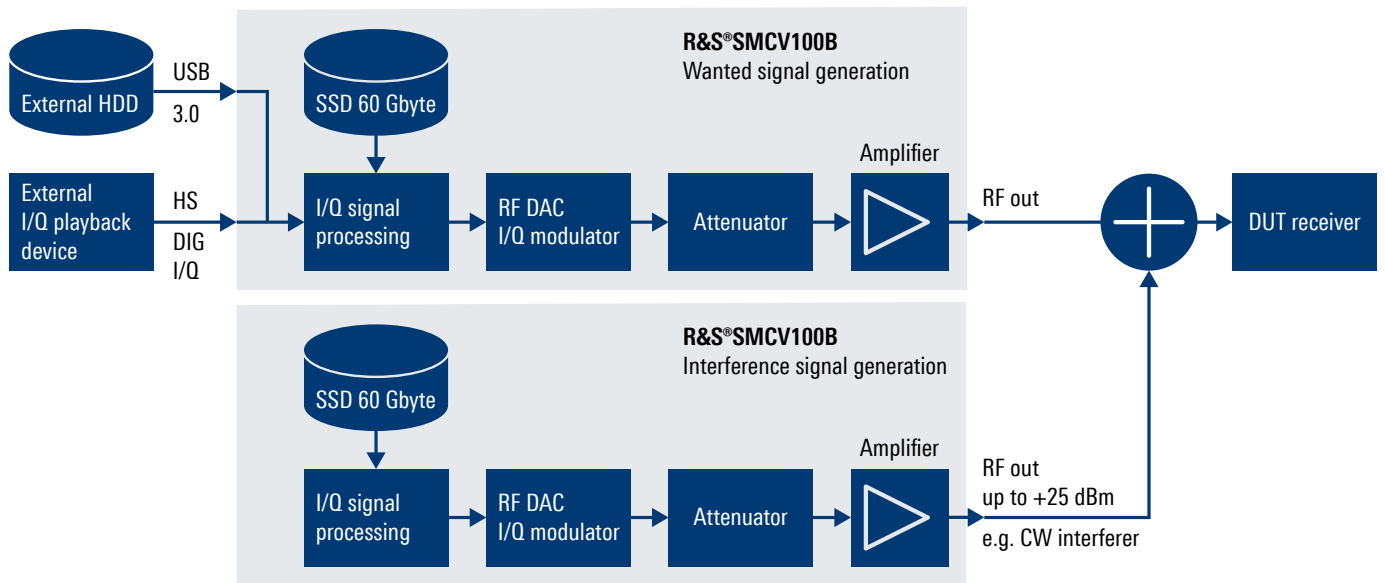 R&S®SMCV100B
Wanted signal generation
External HDD
USB
3.0
SSD 60 Gbyte
External
I/Q playback
device
HS
DIG
I/Q
I/Q signal
processing
RF DAC
I/Q modulator
Attenuator
Amplifier
RF out
DUT receiver
R&S®SMCV100B
Interference signal generation
SSD 60 Gbyte
I/Q signal
processing
RF DAC
I/Q modulator
Attenuator
Amplifier
RF out
up to +25 dBm
e.g. CW interferer